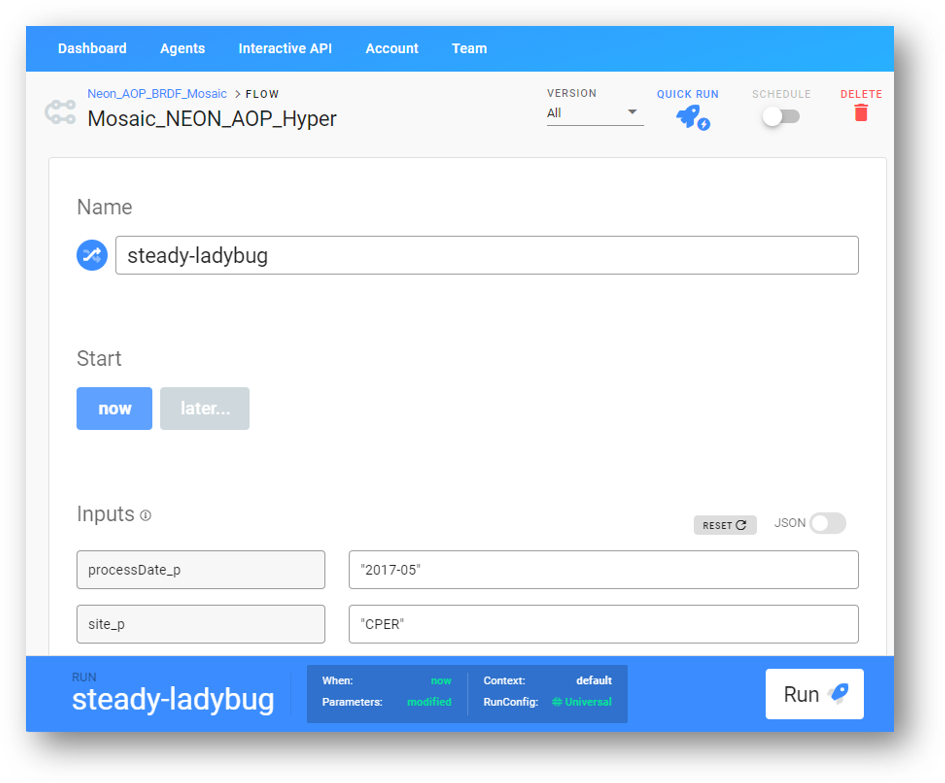 Dashboard Agents Interactive API Account Team
Neon_AOP_BRDF_Mosaic > FLOW
Mosaic_NEON_AOP_Hyper
VERSION
All
QUICK RUN
SCHEDULE
DELETE
Name
steady-ladybug
Start
now later...
Inputs
RESET JSON
processDate_p "2017-05"
site_p "CPER"
RUN
steady-ladybug
When: now Context: default
Parameters: modified RunConfig: Universal
Run